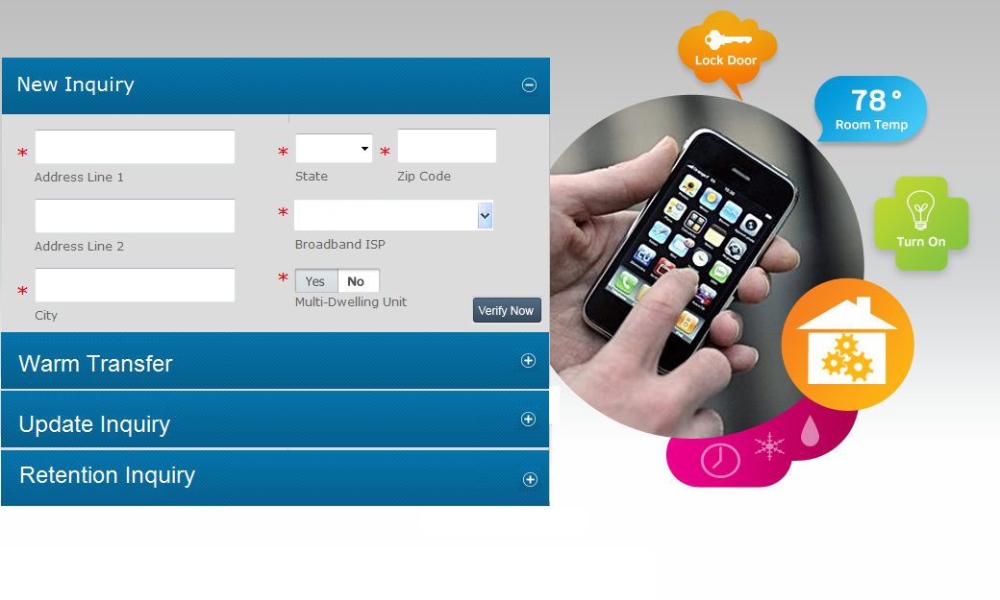 New Inquiry
*
Address Line 1
*
State
*
Zip Code
Address Line 2
*
Broadband ISP
*
City
*
Yes No
Multi-Dwelling Unit
Verify Now
Warm Transfer
Update Inquiry
Retention Inquiry
Lock Door
78°
Room Temp
Turn On